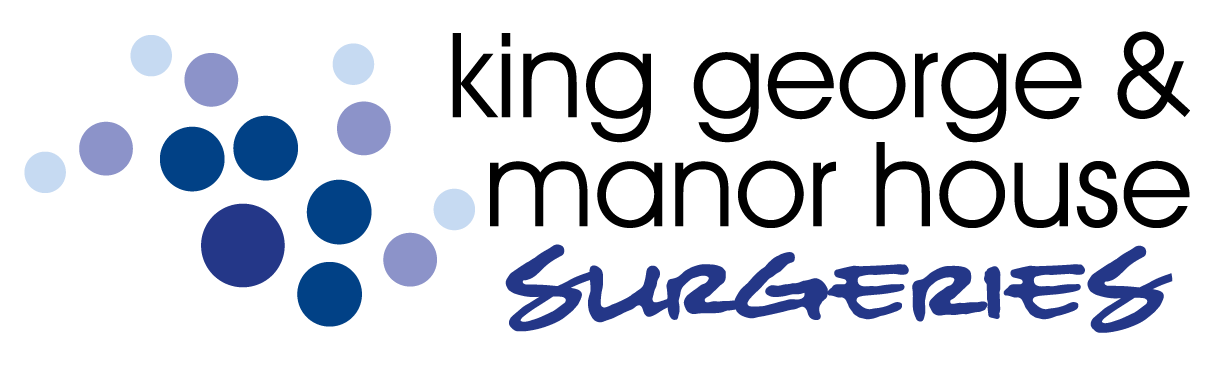 king george &
manor house
SURGERIES